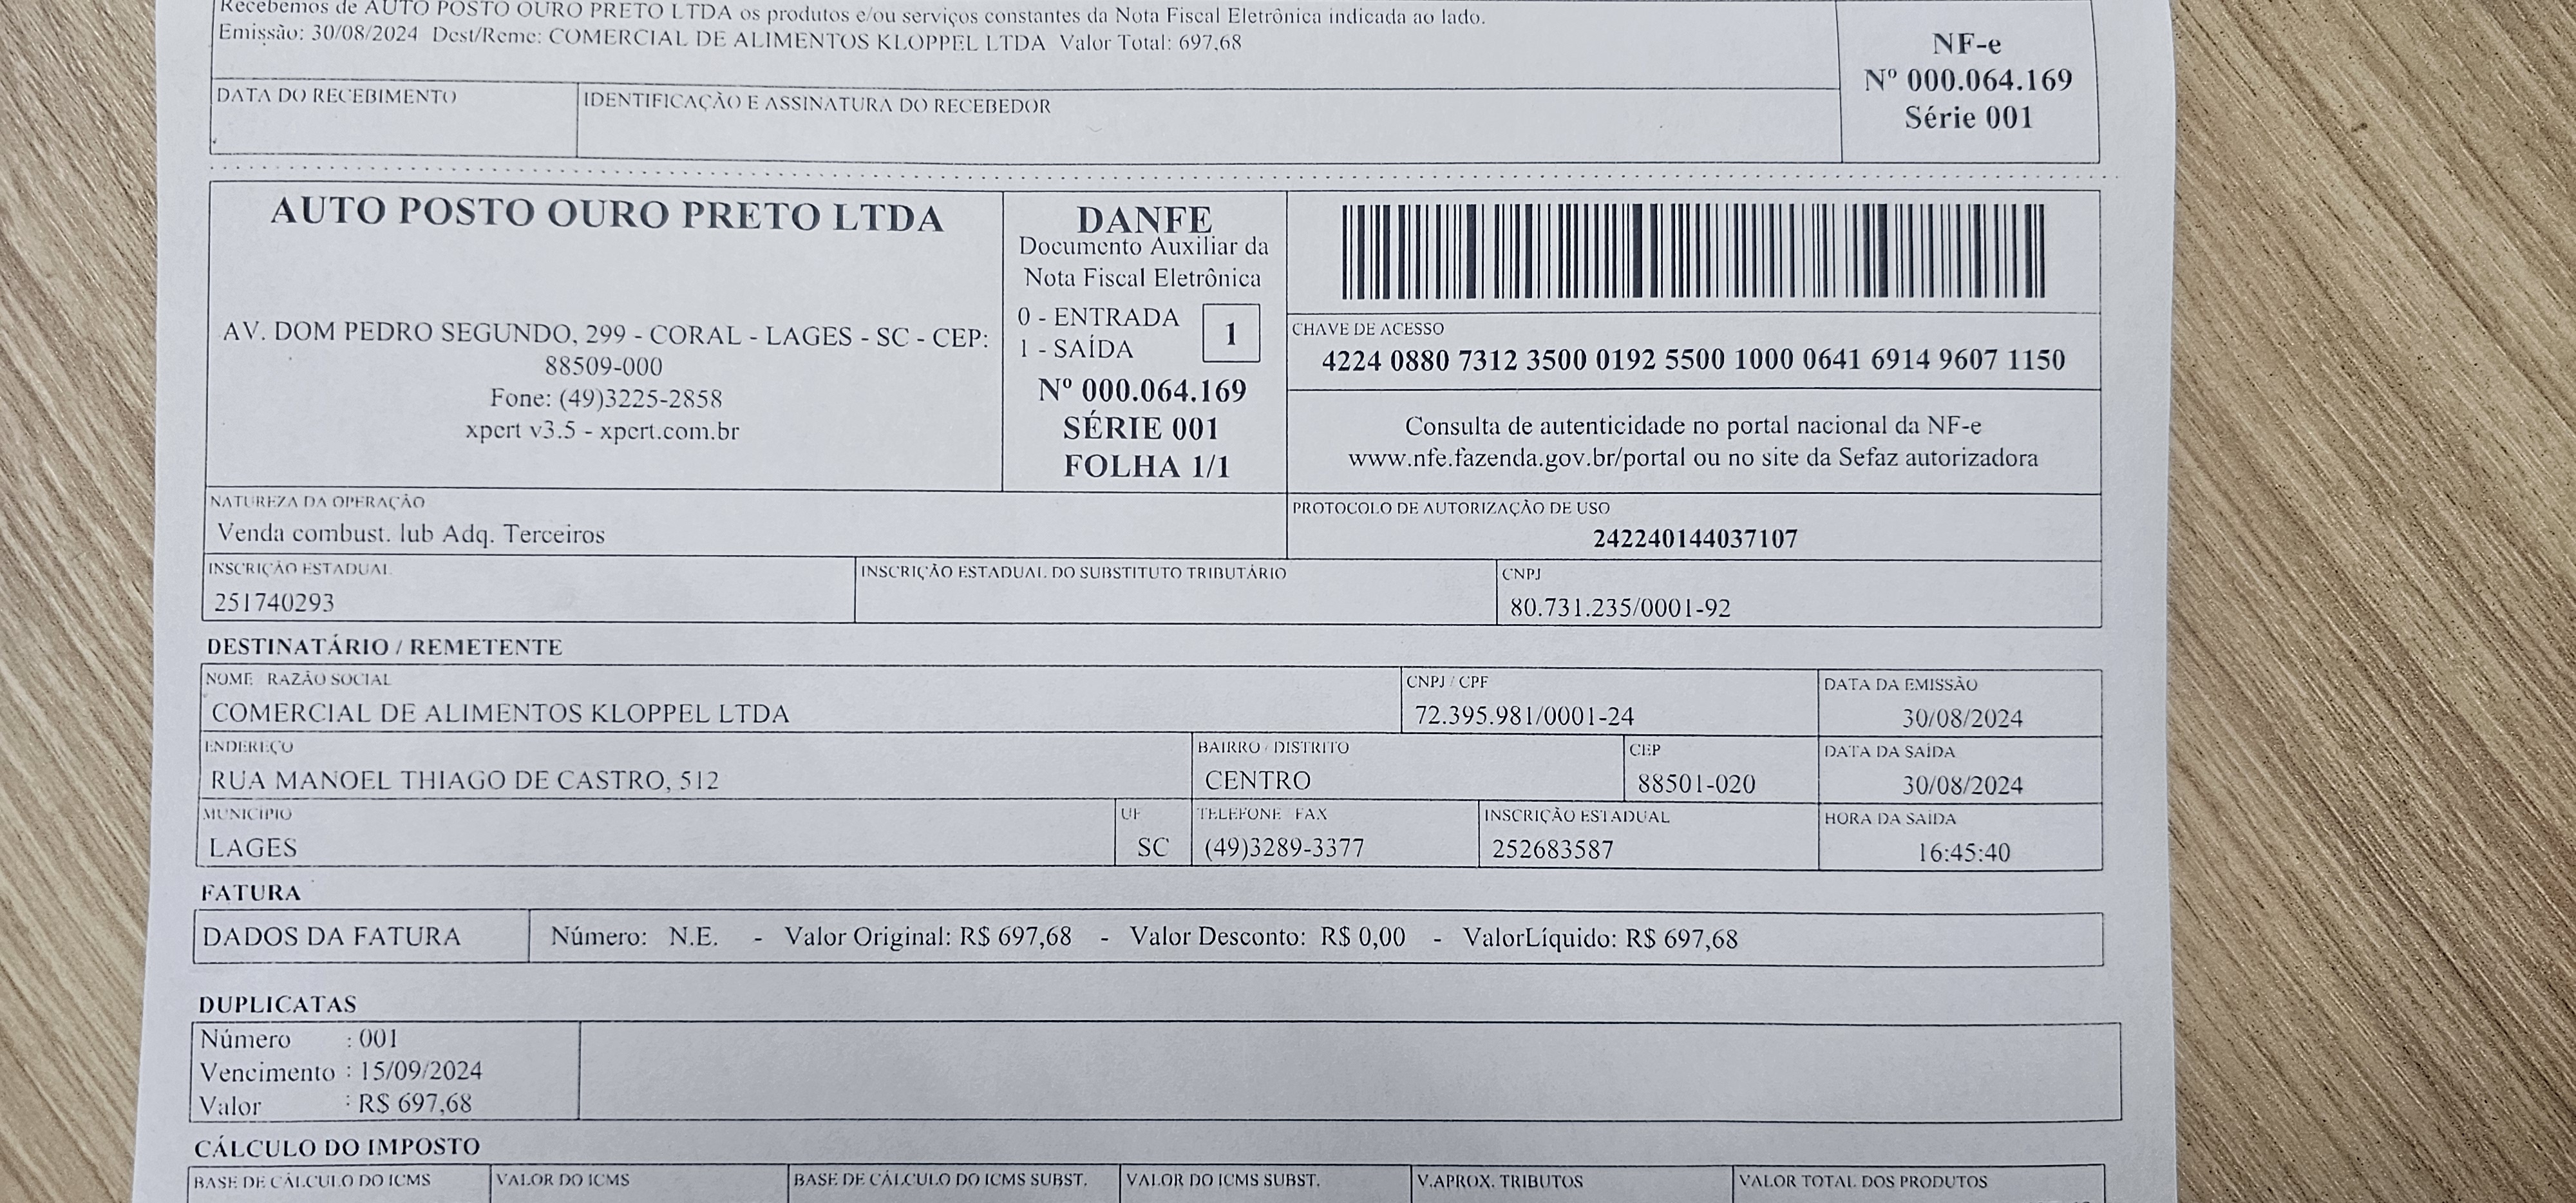 Recebemos de AUTO POSTO OURO PRETO LTDA os produtos e/ou serviços constantes da Nota Fiscal Eletrônica indicada ao lado.
Emissão: 30/08/2024 Dest/Reme: COMERCIAL DE ALIMENTOS KLOPPEL LTDA Valor Total: 697,68
NF-e
Nº 000.064.169
Série 001
DATA DO RECEBIMENTO
IDENTIFICAÇÃO E ASSINATURA DO RECEBEDOR
AUTO POSTO OURO PRETO LTDA
AV. DOM PEDRO SEGUNDO, 299 - CORAL - LAGES - SC - CEP:
88509-000
Fone: (49)3225-2858
xpert v3.5 - xpert.com.br
DANFE
Documento Auxiliar da
Nota Fiscal Eletrônica
0 - ENTRADA
1 - SAÍDA
1
Nº 000.064.169
SÉRIE 001
FOLHA 1/1
CHAVE DE ACESSO
4224 0880 7312 3500 0192 5500 1000 0641 6914 9607 1150
Consulta de autenticidade no portal nacional da NF-e
www.nfe.fazenda.gov.br/portal ou no site da Sefaz autorizadora
NATUREZA DA OPERAÇÃO
Venda combust. lub Adq. Terceiros
PROTOCOLO DE AUTORIZAÇÃO DE USO
242240144037107
INSCRIÇÃO ESTADUAL
251740293
INSCRIÇÃO ESTADUAL DO SUBSTITUTO TRIBUTÁRIO
CNPJ
80.731.235/0001-92
DESTINATÁRIO / REMETENTE
NOME RAZÃO SOCIAL
COMERCIAL DE ALIMENTOS KLOPPEL LTDA
CNPJ / CPF
72.395.981/0001-24
DATA DA EMISSÃO
30/08/2024
ENDEREÇO
RUA MANOEL THIAGO DE CASTRO, 512
BAIRRO / DISTRITO
CENTRO
CEP
88501-020
DATA DA SAÍDA
30/08/2024
MUNICÍPIO
LAGES
UF
SC
TELEFONE FAX
(49)3289-3377
INSCRIÇÃO ESTADUAL
252683587
HORA DA SAÍDA
16:45:40
FATURA
DADOS DA FATURA
Número: N.E. - Valor Original: R$ 697,68 - Valor Desconto: R$ 0,00 - ValorLíquido: R$ 697,68
DUPLICATAS
Número : 001
Vencimento : 15/09/2024
Valor : R$ 697,68
CÁLCULO DO IMPOSTO
BASE DE CÁLCULO DO ICMS
VALOR DO ICMS
BASE DE CÁLCULO DO ICMS SUBST.
VALOR DO ICMS SUBST.
V.APROX. TRIBUTOS
VALOR TOTAL DOS PRODUTOS